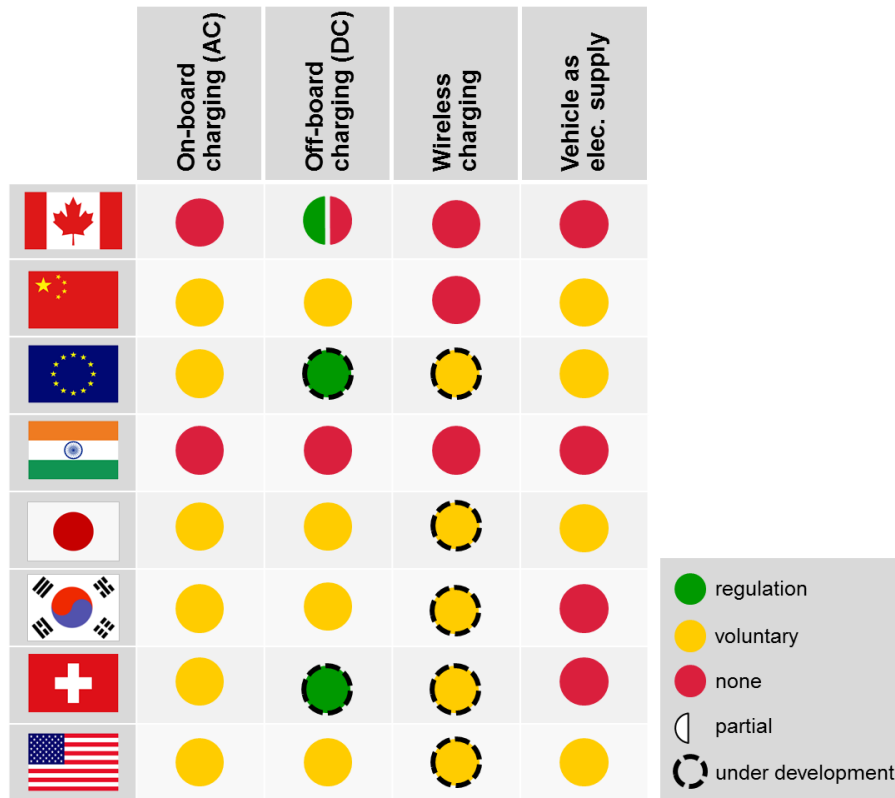 On-board
charging (AC)
Off-board
charging (DC)
Wireless
charging
Vehicle as
elec. supply
regulation
voluntary
none
partial
under development